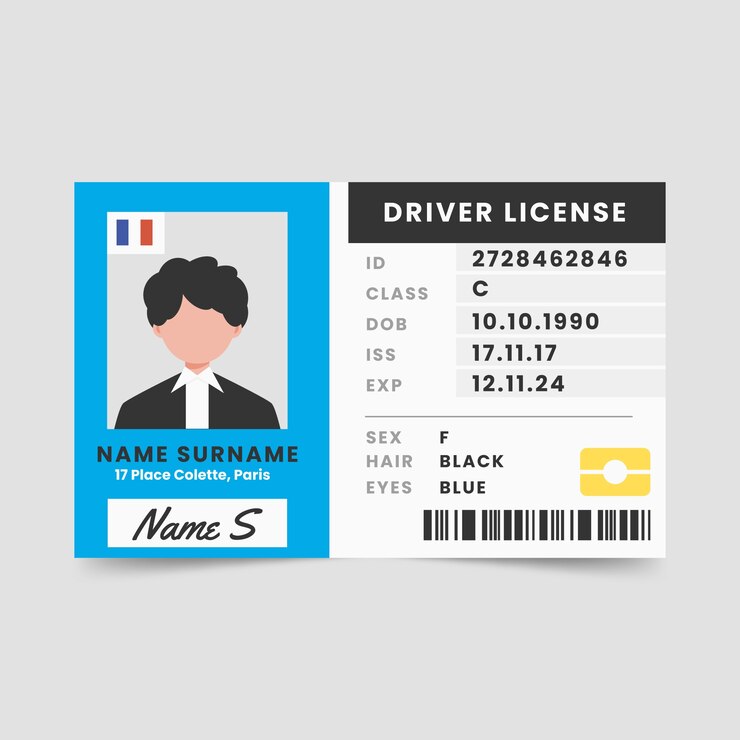 NAME SURNAME
17 Place Colette, Paris
Name S
DRIVER LICENSE
ID 2728462846
CLASS C
DOB 10.10.1990
ISS 17.11.17
EXP 12.11.24
SEX F
HAIR BLACK
EYES BLUE